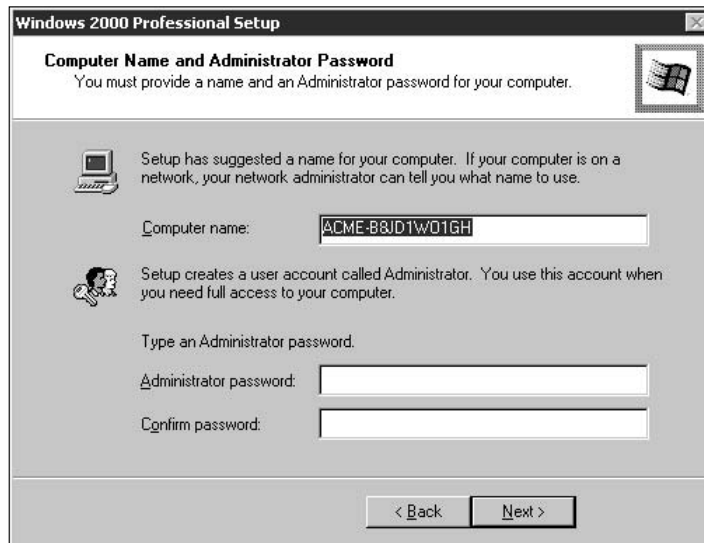 Windows 2000 Professional Setup
Computer Name and Administrator Password
You must provide a name and an Administrator password for your computer.
Setup has suggested a name for your computer. If your computer is on a
network, your network administrator can tell you what name to use.
Computer name:
ACME-B8JD1WO1GH
Setup creates a user account called Administrator. You use this account when
you need full access to your computer.
Type an Administrator password.
Administrator password:
Confirm password:
< Back
Next >